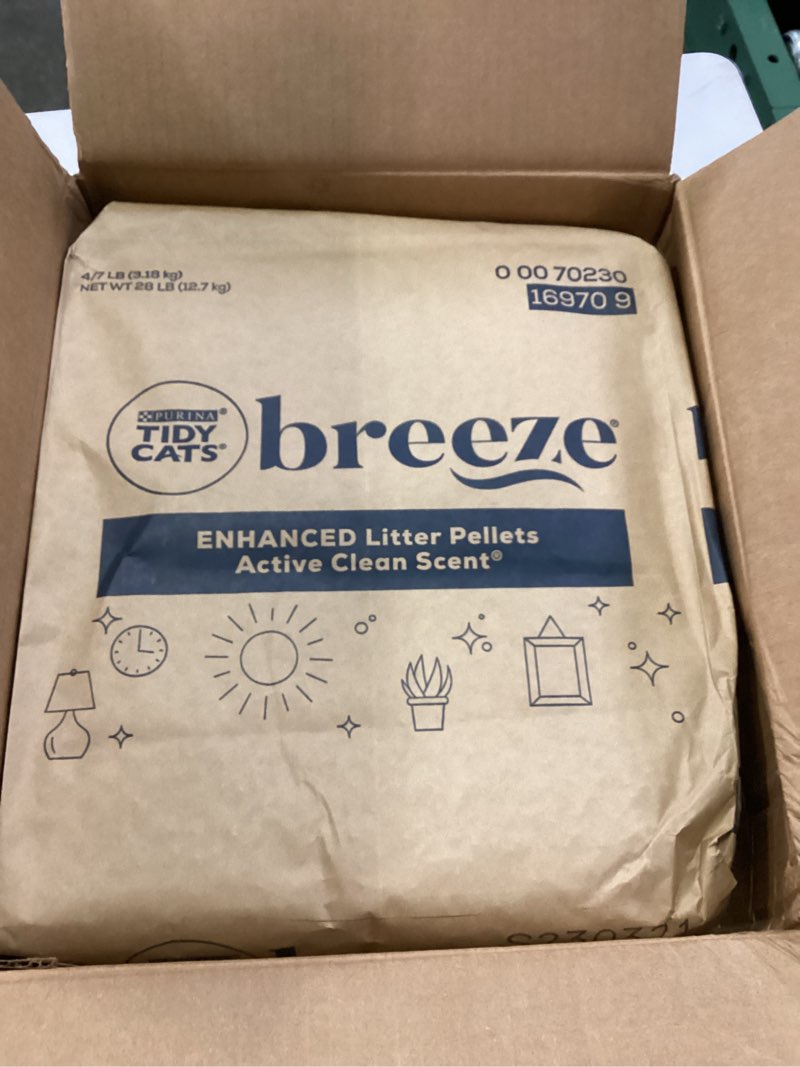 4/7 LB (3.18 kg)
NET WT 28 LB (12.7 kg)
0 00 70230
16970 9
PURINA®
TIDY
CATS®
breeze®
ENHANCED Litter Pellets
Active Clean Scent®